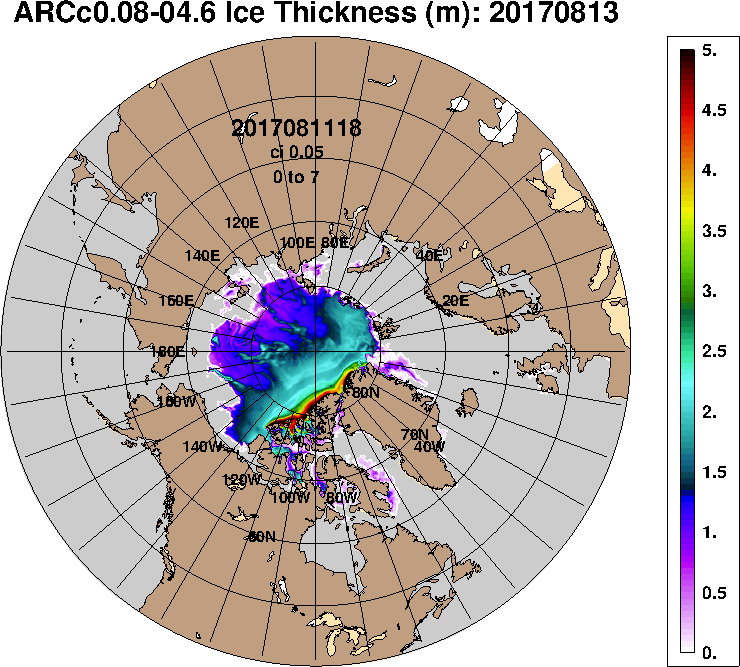 ARCc0.08-04.6 Ice Thickness (m): 20170813
2017081118
ci 0.05
0 to 7
120E
100E 80E
140E
40E
160E
20E
180E
160W
80N
140W
70N
40W
120W
100W
80W
60N
5.
4.5
4.
3.5
3.
2.5
2.
1.5
1.
0.5
0.